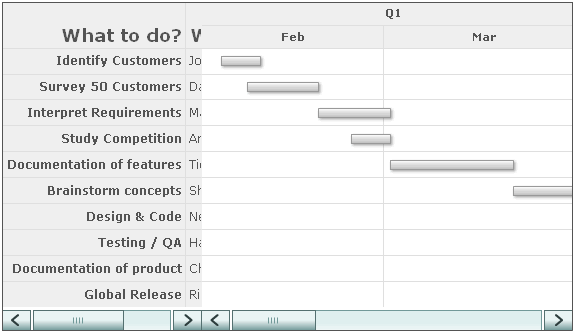 Q1
What to do? W
Feb Mar
Identify Customers Jo
Survey 50 Customers Da
Interpret Requirements Ma
Study Competition Ar
Documentation of features Tic
Brainstorm concepts Sh
Design & Code Ne
Testing / QA Ha
Documentation of product Ch
Global Release Ri